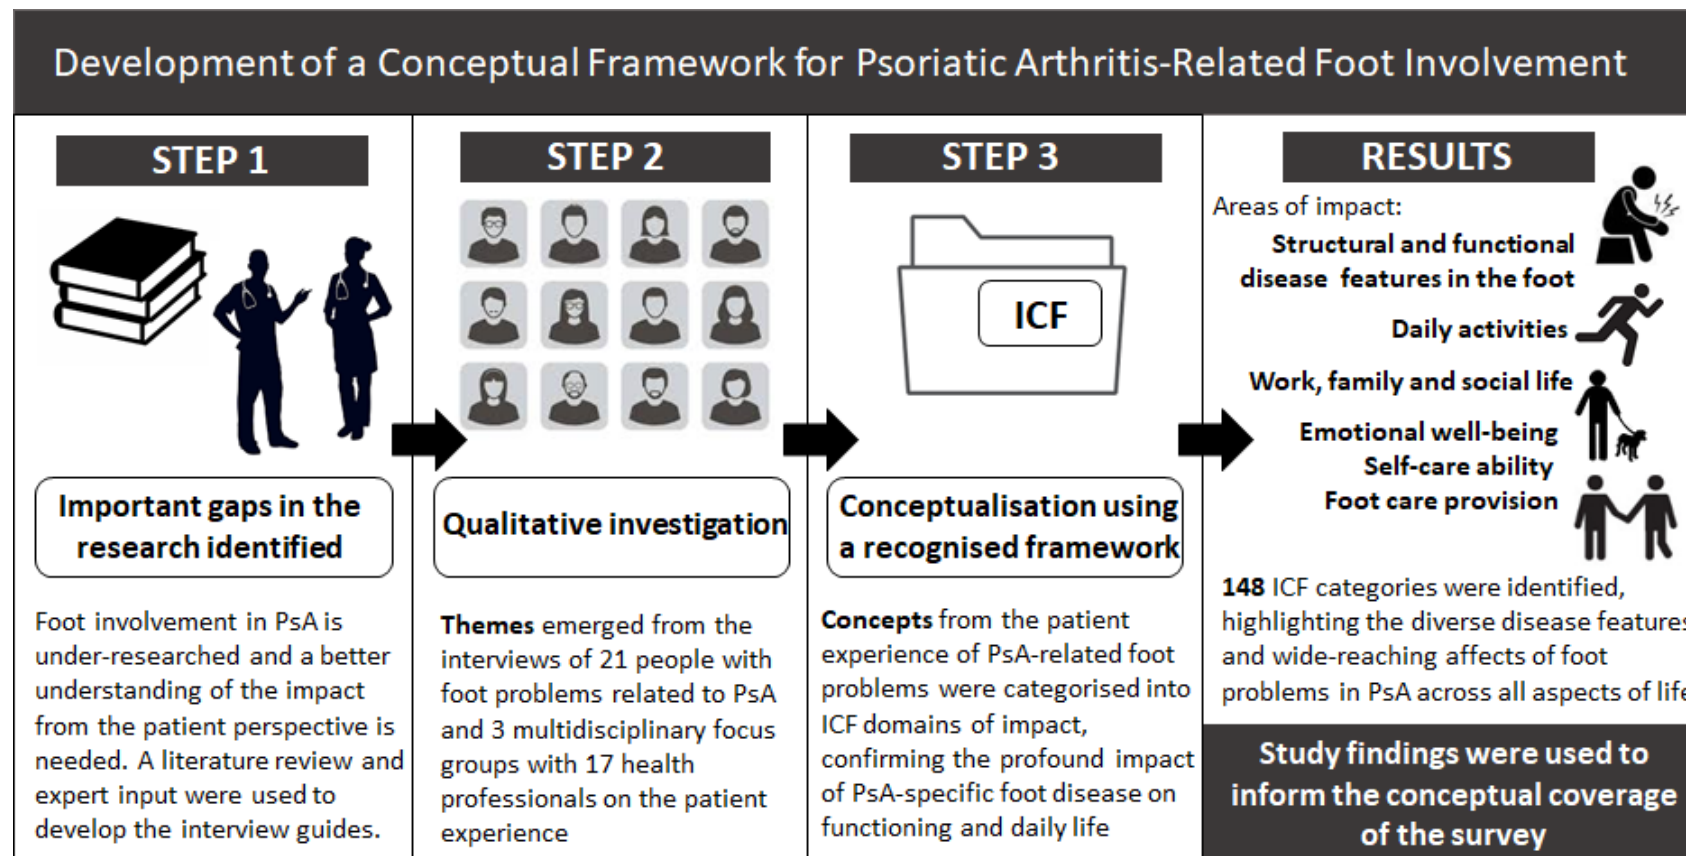 Development of a Conceptual Framework for Psoriatic Arthritis-Related Foot Involvement
STEP 1
Important gaps in the
research identified
Foot involvement in PsA is
under-researched and a better
understanding of the impact
from the patient perspective is
needed. A literature review and
expert input were used to
develop the interview guides.
STEP 2
Qualitative investigation
Themes emerged from the
interviews of 21 people with
foot problems related to PsA
and 3 multidisciplinary focus
groups with 17 health
professionals on the patient
experience
STEP 3
ICF
Conceptualisation using
a recognised framework
Concepts from the patient
experience of PsA-related foot
problems were categorised into
ICF domains of impact,
confirming the profound impact
of PsA-specific foot disease on
functioning and daily life
RESULTS
Areas of impact:
Structural and functional
disease features in the foot
Daily activities
Work, family and social life
Emotional well-being
Self-care ability
Foot care provision
148 ICF categories were identified,
highlighting the diverse disease features
and wide-reaching affects of foot
problems in PsA across all aspects of life
Study findings were used to
inform the conceptual coverage
of the survey